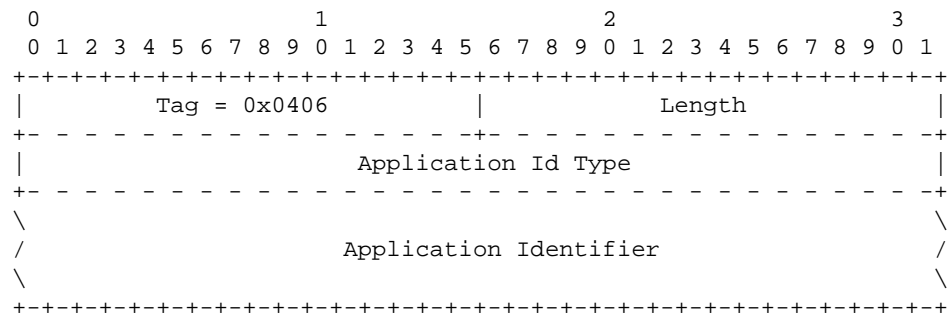 0                   1                   2                   3
 0 1 2 3 4 5 6 7 8 9 0 1 2 3 4 5 6 7 8 9 0 1 2 3 4 5 6 7 8 9 0 1
+-+-+-+-+-+-+-+-+-+-+-+-+-+-+-+-+-+-+-+-+-+-+-+-+-+-+-+-+-+-+-+-+
|         Tag = 0x0406          |            Length             |
+- - - - - - - - - - - - - - - -+- - - - - - - - - - - - - - - -+
|                       Application Id Type                     |
+- - - - - - - - - - - - - - - - - - - - - - - - - - - - - - - -+
\                                                               \
/                      Application Identifier                   /
\                                                               \
+-+-+-+-+-+-+-+-+-+-+-+-+-+-+-+-+-+-+-+-+-+-+-+-+-+-+-+-+-+-+-+-+